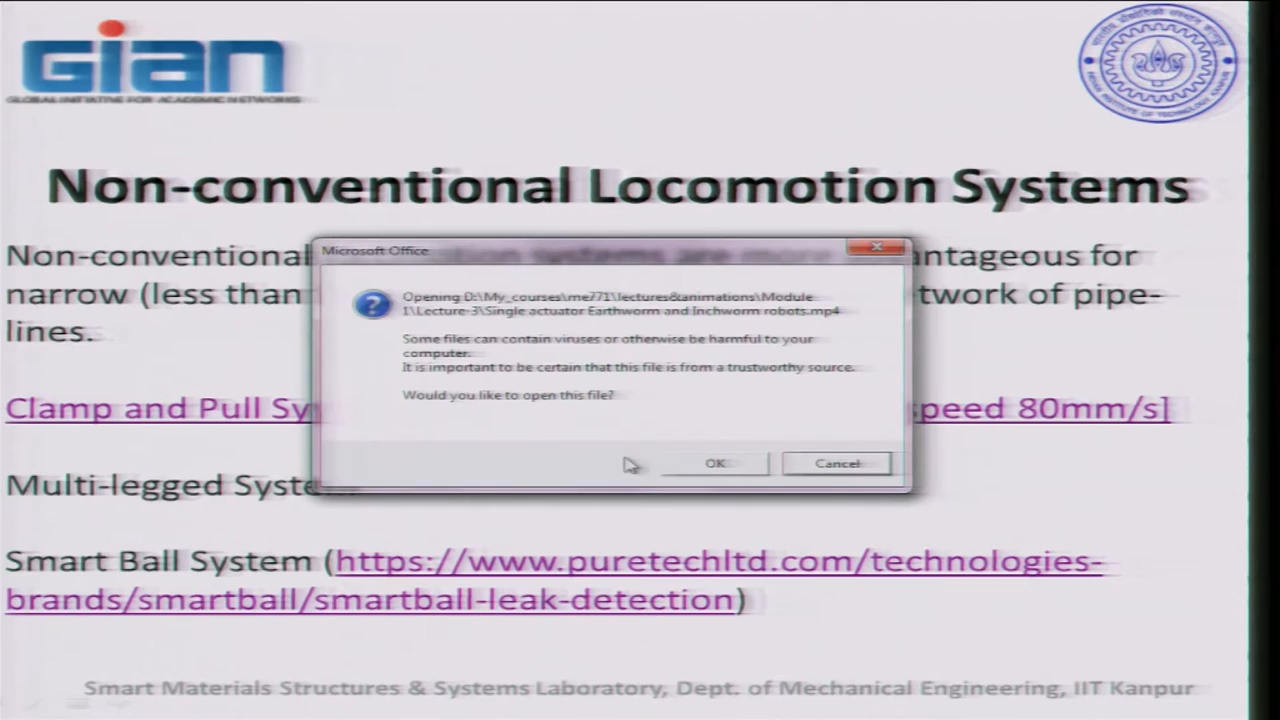 GIAN
GLOBAL INITIATIVE FOR ACADEMIC NETWORKS
Non-conventional Locomotion Systems
Non-conventional systems are more antageous for
narrow (less than twork of pipe-
lines.
Clamp and Pull Sy speed 80mm/s]
Multi-legged System
Smart Ball System (https://www.puretechltd.com/technologies-
brands/smartball/smartball-leak-detection)
Microsoft Office
Opening D:\My_courses\me771\lectures&animations\Module
1\Lecture-3\Single actuator Earthworm and Inchworm robots.mp4
Some files can contain viruses or otherwise be harmful to your
computer.
It is important to be certain that this file is from a trustworthy source.
Would you like to open this file?
OK Cancel
Smart Materials Structures & Systems Laboratory, Dept. of Mechanical Engineering, IIT Kanpur